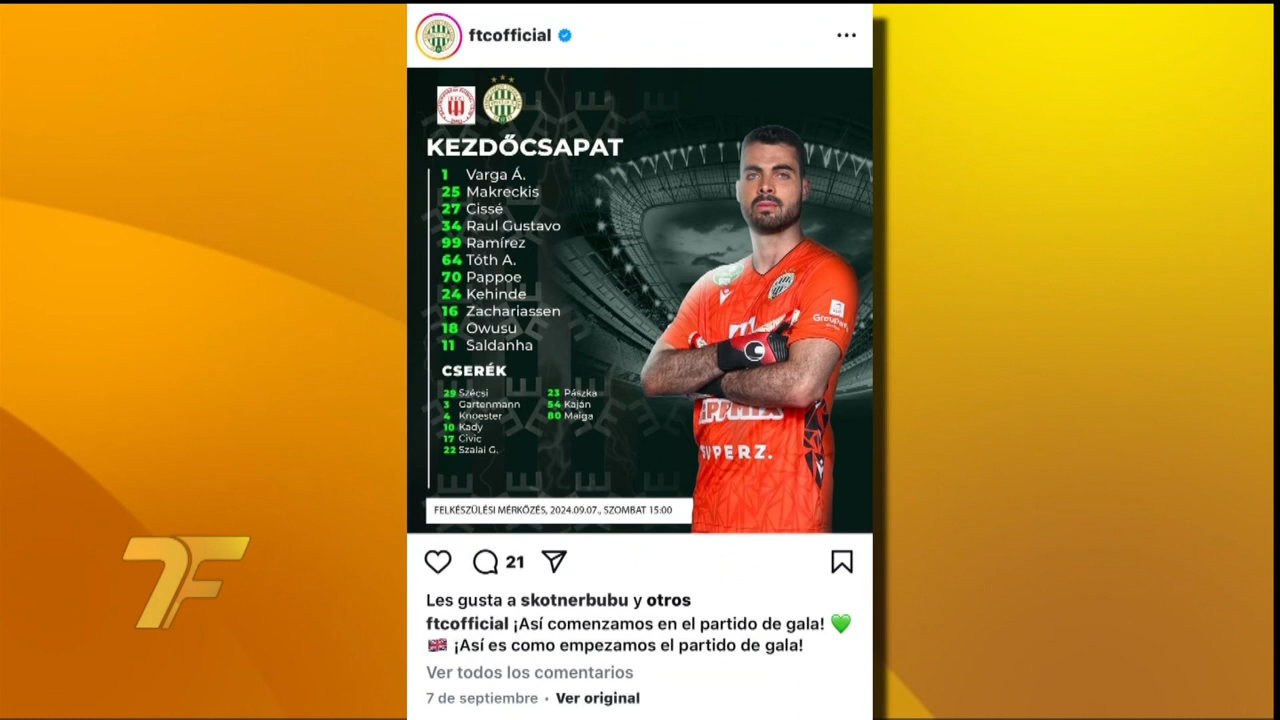 ftcofficial
KEZDŐCSAPAT
1 Varga Á.
25 Makreckis
27 Cissé
34 Raul Gustavo
99 Ramírez
64 Tóth A.
70 Pappoe
24 Kehinde
16 Zachariassen
18 Owusu
11 Saldanha
CSERÉK
29 Szécsi
3 Gartenmann
4 Knoester
10 Kady
17 Civic
22 Szalai G.
23 Pászka
54 Kaján
80 Maiga
SUPERZ.
FELKÉSZÜLÉSI MÉRKŐZÉS, 2024.09.07., SZOMBAT 15:00
21
Les gusta a skotnerbubu y otros
ftcofficial ¡Así comenzamos en el partido de gala! 💚
🇬🇧 ¡Así es como empezamos el partido de gala!
Ver todos los comentarios
7 de septiembre • Ver original
7F